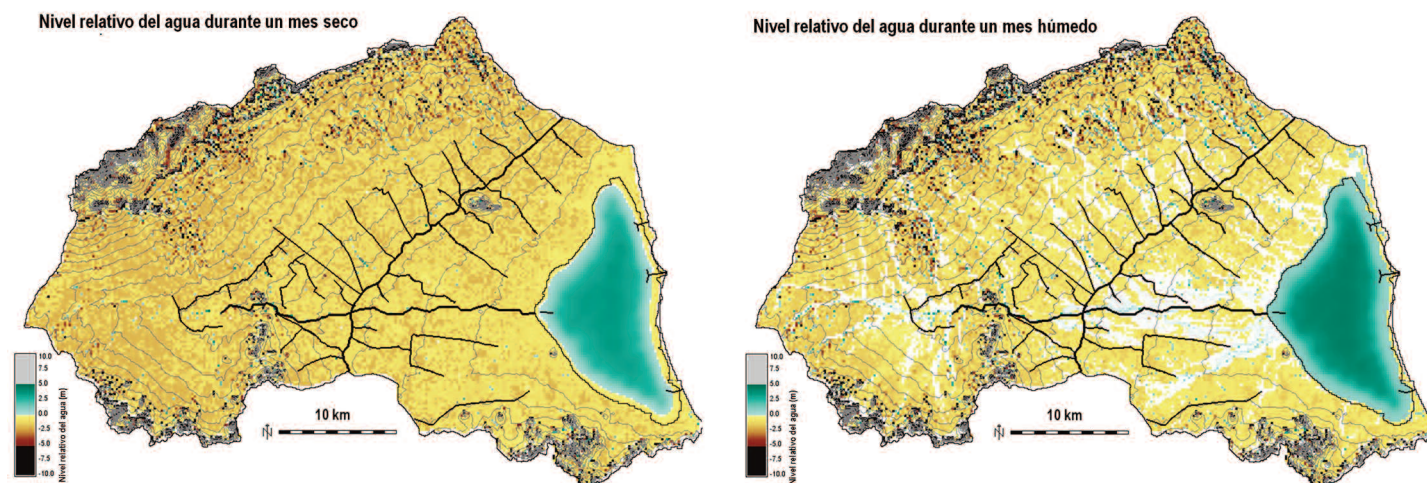 Nivel relativo del agua durante un mes seco
Nivel relativo del agua durante un mes húmedo
10.0
7.5
5.0
2.5
0.0
-2.5
-5.0
-7.5
-10.0
Nivel relativo del agua (m)
N
10 km
10.0
7.5
5.0
2.5
0.0
-2.5
-5.0
-7.5
-10.0
Nivel relativo del agua (m)
N
10 km